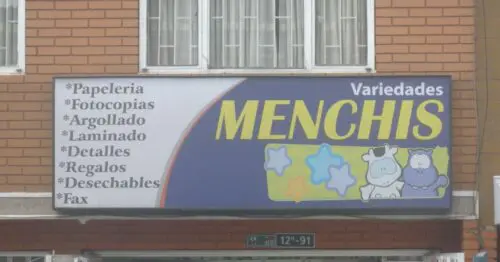 *Papeleria
*Fotocopias
*Argollado
*Laminado
*Detalles
*Regalos
*Desechables
*Fax
Variedades
MENCHIS
12ª-91